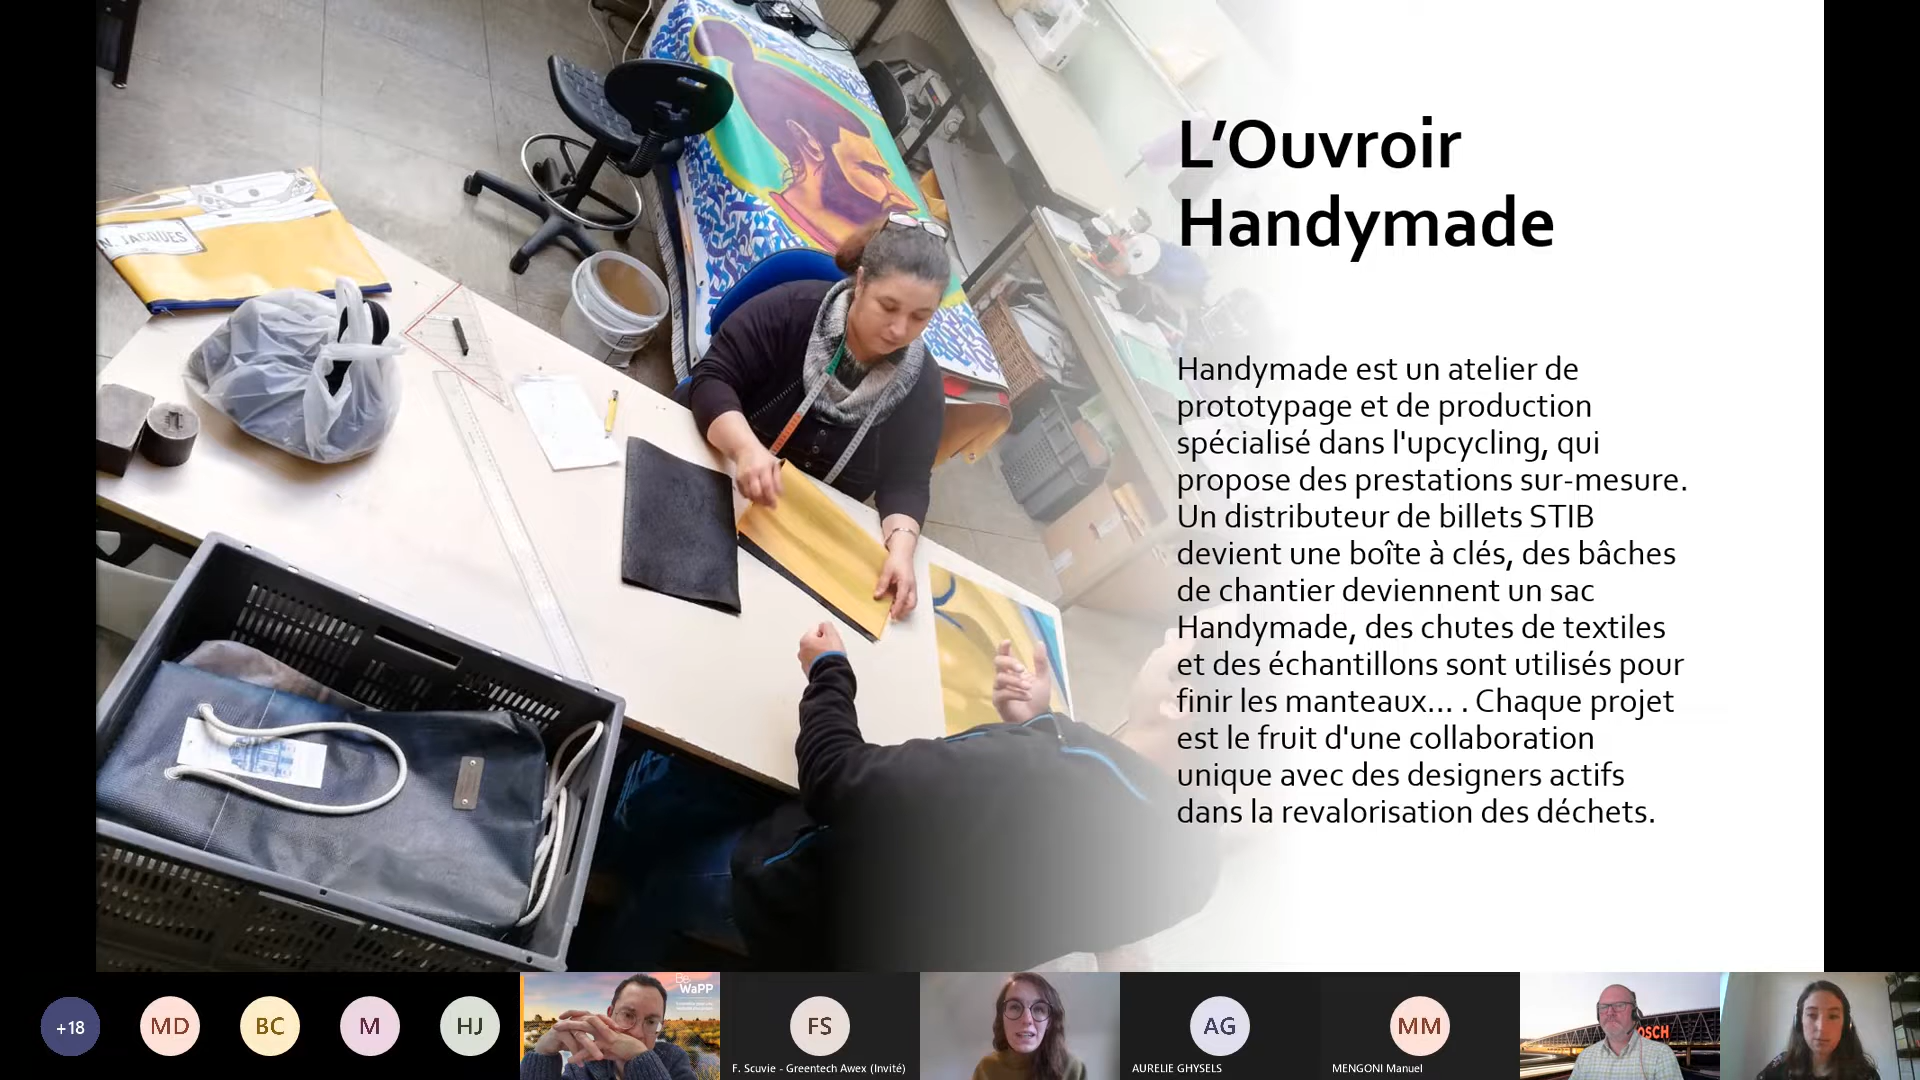 L’Ouvroir
Handymade
Handymade est un atelier de
prototypage et de production
spécialisé dans l'upcycling, qui
propose des prestations sur-mesure.
Un distributeur de billets STIB
devient une boîte à clés, des bâches
de chantier deviennent un sac
Handymade, des chutes de textiles
et des échantillons sont utilisés pour
finir les manteaux... . Chaque projet
est le fruit d'une collaboration
unique avec des designers actifs
dans la revalorisation des déchets.
N. JACQUES
+18
MD
BC
M
HJ
WaPP
FS
F. Scuvie - Greentech Awex (Invité)
AG
AURELIE GHYSELS
MM
MENGONI Manuel
OSCH